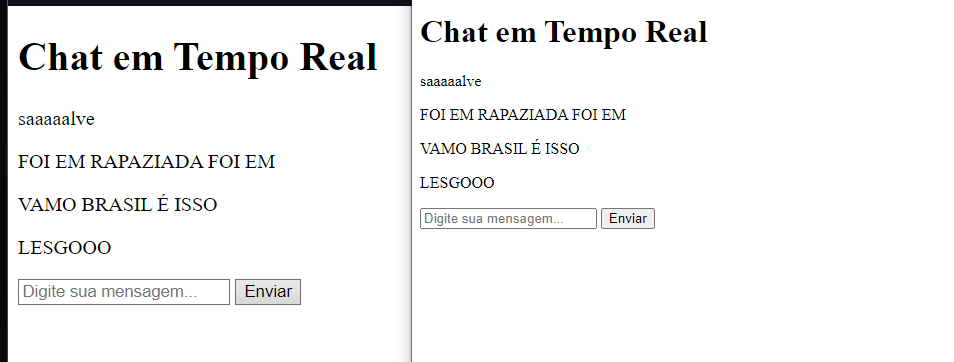 Chat em Tempo Real
saaaaalve
FOI EM RAPAZIADA FOI EM
VAMO BRASIL É ISSO
LESGOOO
Digite sua mensagem... Enviar
Chat em Tempo Real
saaaaalve
FOI EM RAPAZIADA FOI EM
VAMO BRASIL É ISSO
LESGOOO
Digite sua mensagem... Enviar